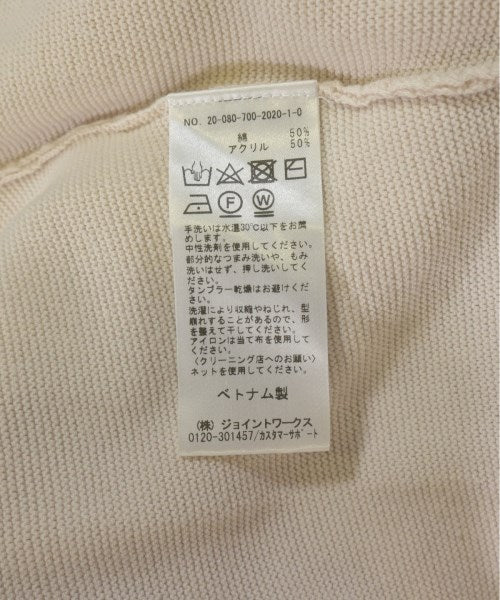 NO. 20-080-700-2020-1-0
綿 50%
アクリル 50%
F W
手洗いは水温30℃以下をお薦
めします。
中性洗剤を使用してください。
部分的なつまみ洗いや、もみ
洗いはせず、押し洗いしてく
ださい。
タンブラー乾燥はお避けくだ
さい。
洗濯により収縮やねじれ、型
崩れすることがあるので、形
を整えて干してください。
アイロンは当て布を使用して
ください。
〈クリーニング店へのお願い〉
ネットを使用してください。
ベトナム製
(株) ジョイントワークス
0120-301457/カスタマーサポート